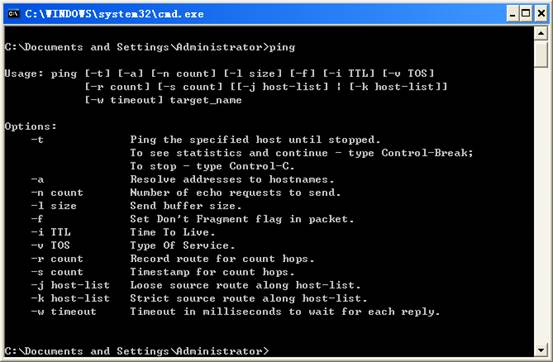 C:\WINDOWS\system32\cmd.exe
C:\Documents and Settings\Administrator>ping
Usage: ping [-t] [-a] [-n count] [-l size] [-f] [-i TTL] [-v TOS]
            [-r count] [-s count] [[-j host-list] | [-k host-list]]
            [-w timeout] target_name
Options:
    -t             Ping the specified host until stopped.
                   To see statistics and continue - type Control-Break;
                   To stop - type Control-C.
    -a             Resolve addresses to hostnames.
    -n count       Number of echo requests to send.
    -l size        Send buffer size.
    -f             Set Don't Fragment flag in packet.
    -i TTL         Time To Live.
    -v TOS         Type Of Service.
    -r count       Record route for count hops.
    -s count       Timestamp for count hops.
    -j host-list   Loose source route along host-list.
    -k host-list   Strict source route along host-list.
    -w timeout     Timeout in milliseconds to wait for each reply.
C:\Documents and Settings\Administrator>